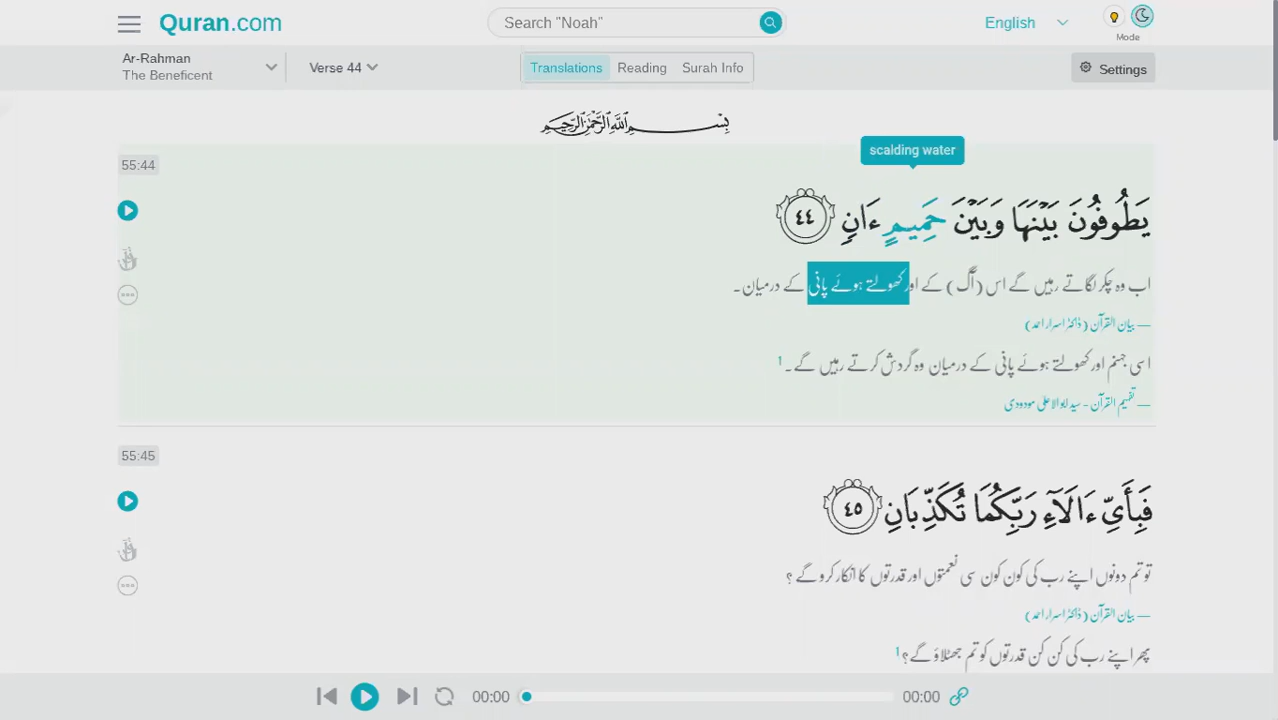 Quran.com
Search "Noah"
English
Mode
Ar-Rahman
The Beneficent
Verse 44
Translations Reading Surah Info
Settings
بِسْمِ ٱللَّهِ ٱلرَّحْمَٰنِ ٱلرَّحِيمِ
55:44
scalding water
يَطُوفُونَ بَيْنَهَا وَبَيْنَ حَمِيمٍ ءَانٍ ٤٤
اب وہ چکر لگاتے رہیں گے اس (آگ) کے اور کھولتے ہوئے پانی کے درمیان۔
— بیان القرآن (ڈاکٹر اسرار احمد)
اسی جہنم اور کھولتے ہوئے پانی کے درمیان وہ گردش کرتے رہیں گے۔ 1
— تفہیم القرآن - سید ابو الاعلی مودودی
55:45
فَبِأَىِّ ءَالَآءِ رَبِّكُمَا تُكَذِّبَانِ ٤٥
تو تم دونوں اپنے رب کی کون کون سی نعمتوں اور قدرتوں کا انکار کرو گے ؟
— بیان القرآن (ڈاکٹر اسرار احمد)
پھر اپنے رب کی کن کن قدرتوں کو تم جھٹلاؤ گے؟ 1
00:00 00:00